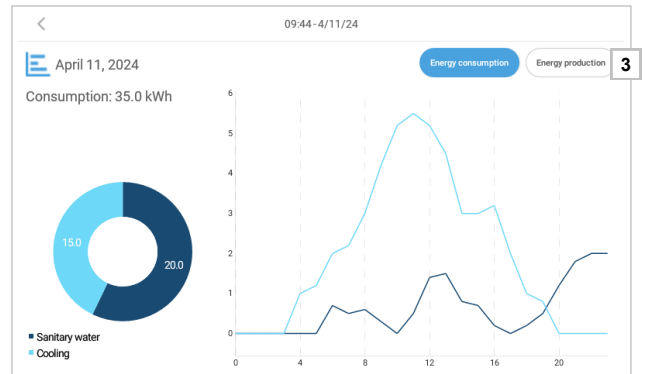 09:44-4/11/24
April 11, 2024
Energy consumption
Energy production
3
Consumption: 35.0 kWh
6
5
4
3
2
1
0
0 4 8 12 16 20
15.0
20.0
Sanitary water
Cooling